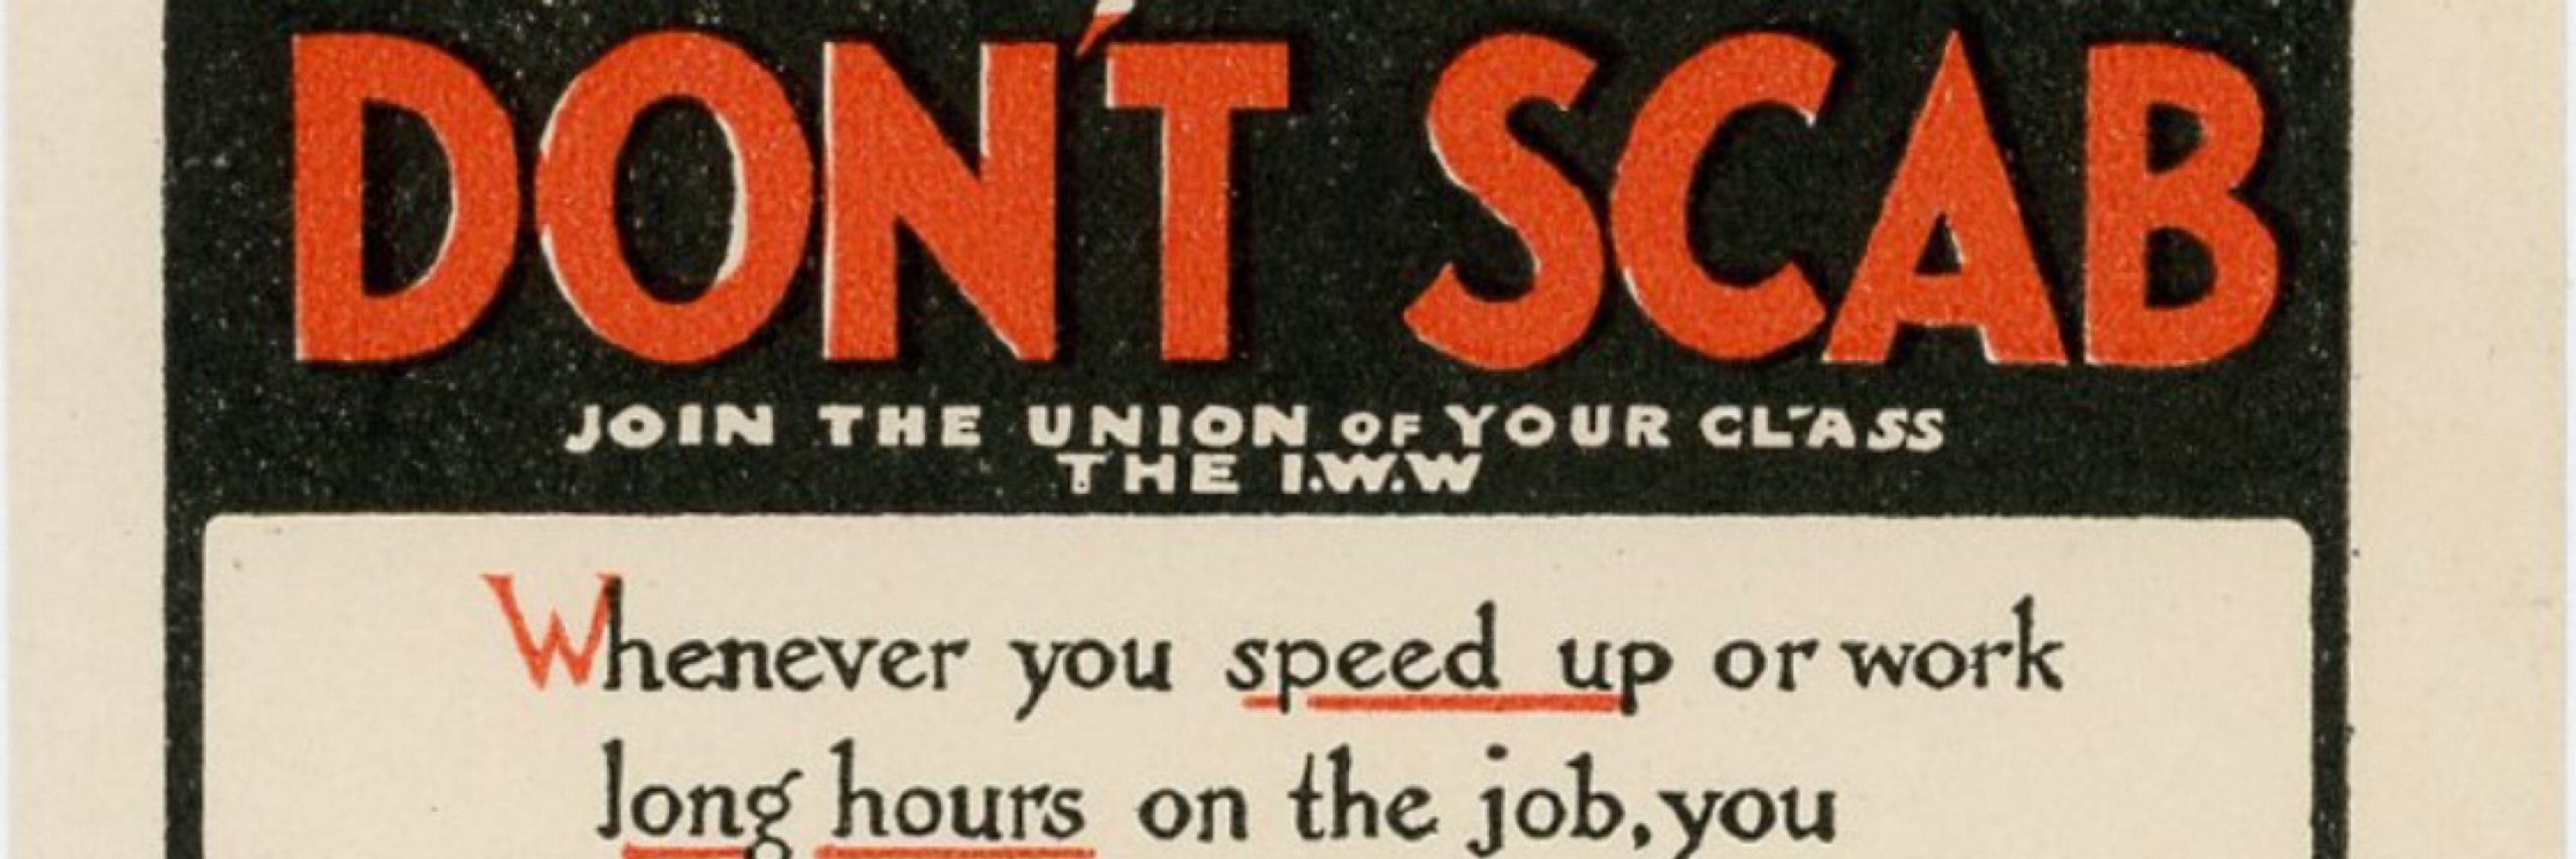 DON'T SCAB
JOIN THE UNION OF YOUR CLASS
THE I.W.W
Whenever you speed up or work
long hours on the job, you